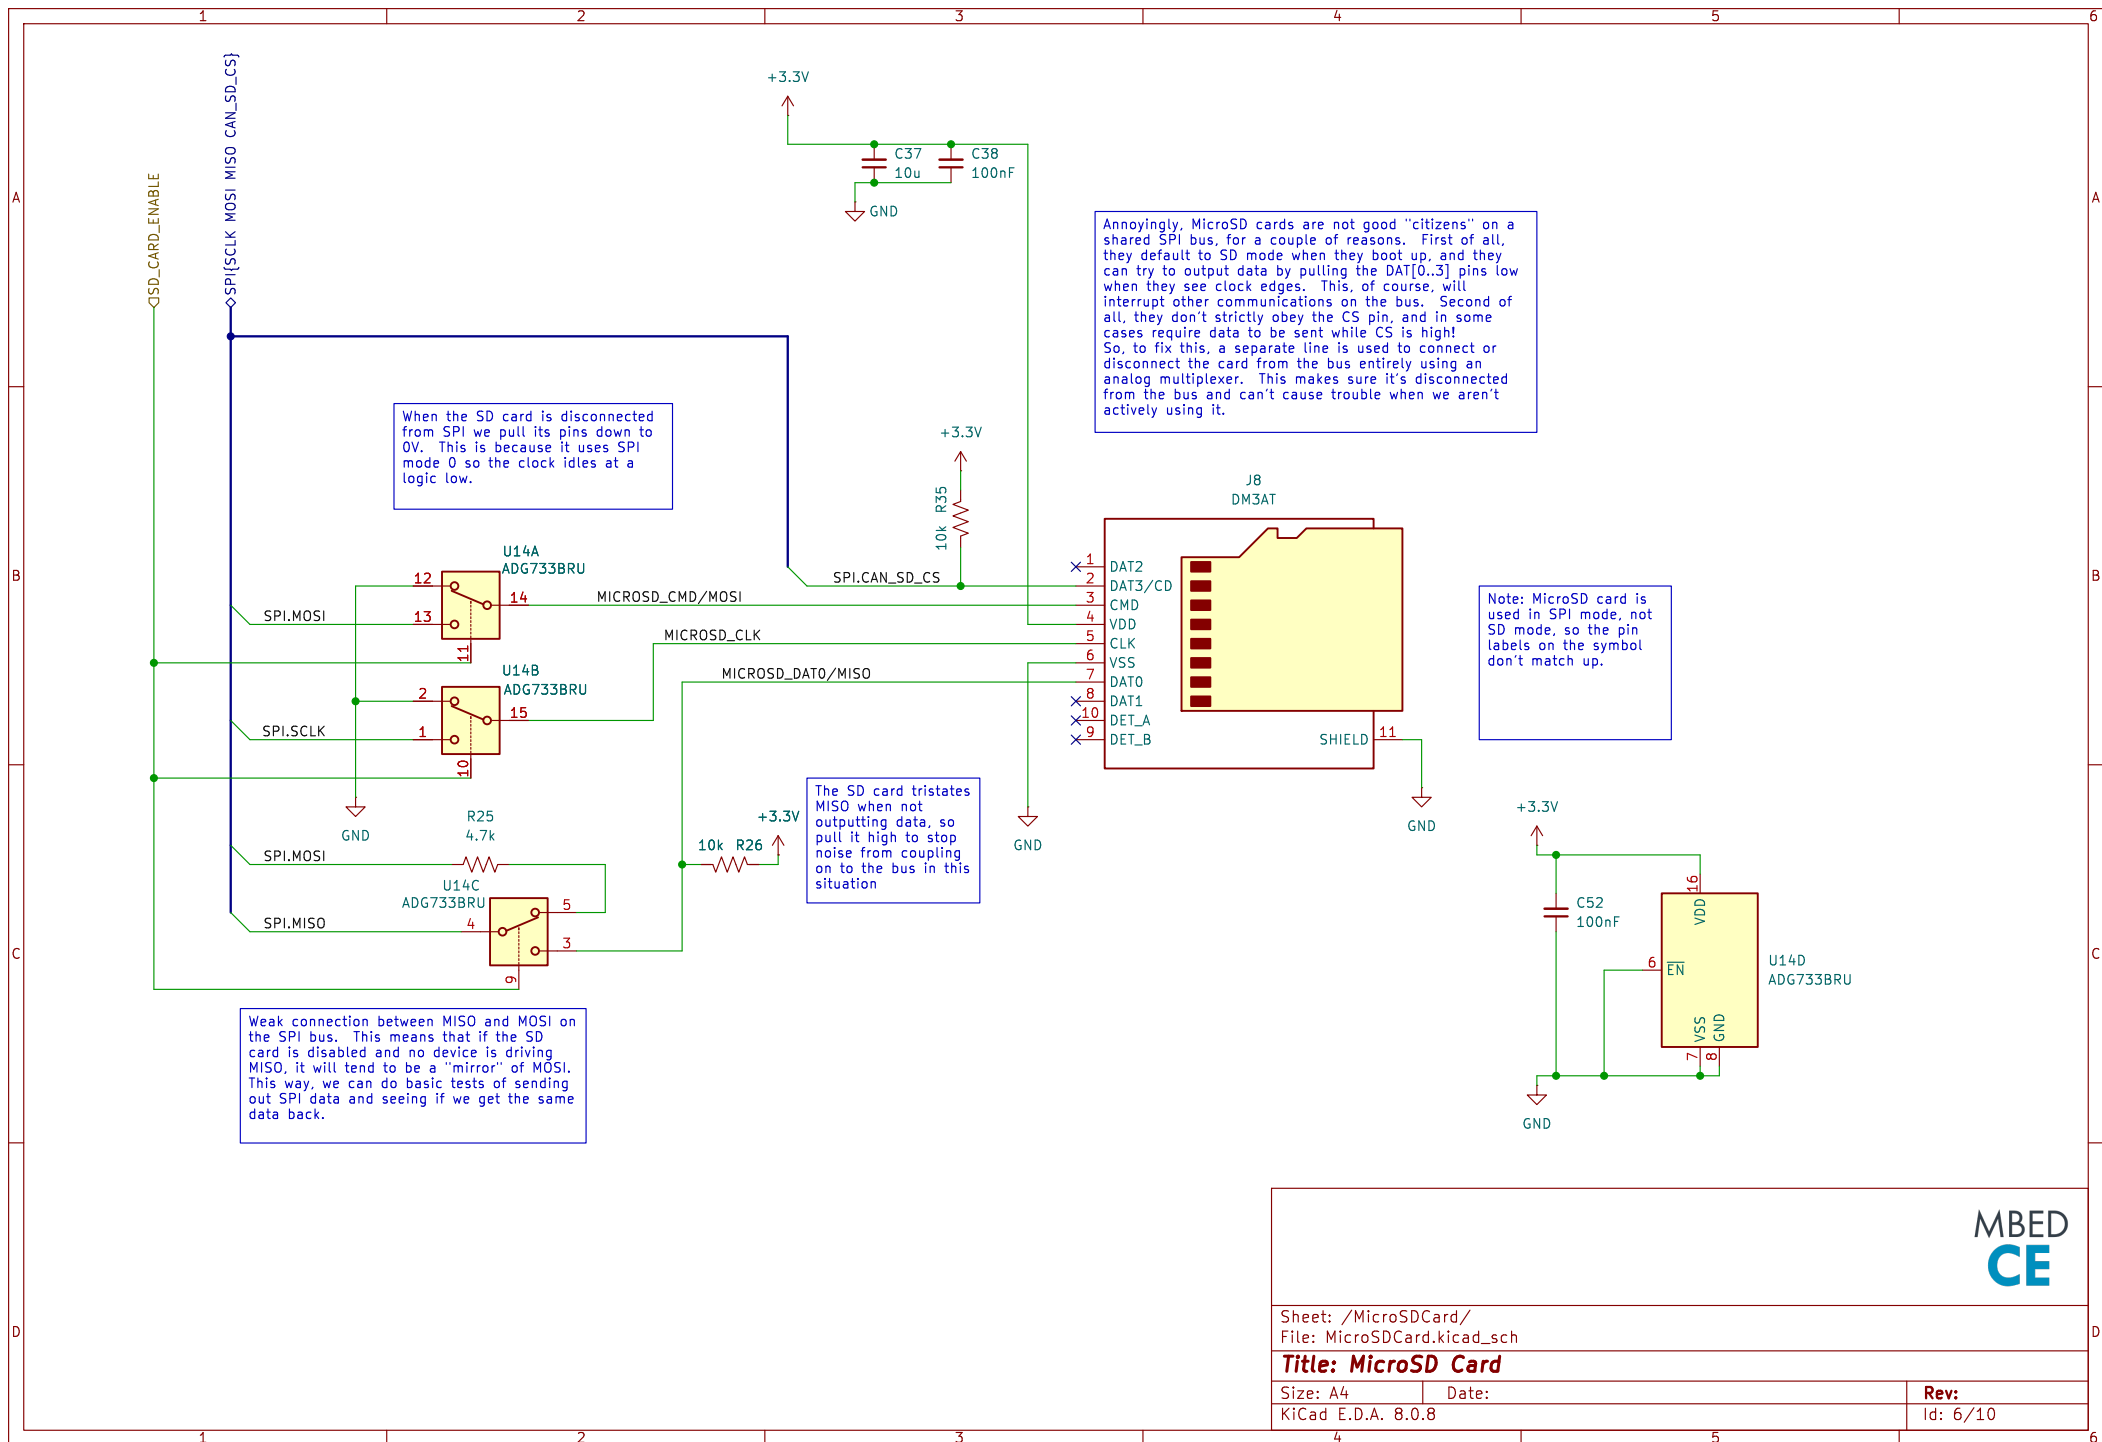 1 2 3 4 5 6
A
B
C
D
A
B
C
D
1 2 3 4 5 6
SD_CARD_ENABLE
SPI{SCLK MOSI MISO CAN_SD_CS}
+3.3V
C37
10u
C38
100nF
GND
Annoyingly, MicroSD cards are not good "citizens" on a
shared SPI bus, for a couple of reasons.  First of all,
they default to SD mode when they boot up, and they
can try to output data by pulling the DAT[0..3] pins low
when they see clock edges.  This, of course, will
interrupt other communications on the bus.  Second of
all, they don't strictly obey the CS pin, and in some
cases require data to be sent while CS is high!
So, to fix this, a separate line is used to connect or
disconnect the card from the bus entirely using an
analog multiplexer.  This makes sure it's disconnected
from the bus and can't cause trouble when we aren't
actively using it.
When the SD card is disconnected
from SPI we pull its pins down to
0V.  This is because it uses SPI
mode 0 so the clock idles at a
logic low.
+3.3V
10k R35
SPI.CAN_SD_CS
U14A
ADG733BRU
12
13
14
11
SPI.MOSI
MICROSD_CMD/MOSI
MICROSD_CLK
MICROSD_DAT0/MISO
U14B
ADG733BRU
2
1
15
10
SPI.SCLK
GND
J8
DM3AT
1 DAT2
2 DAT3/CD
3 CMD
4 VDD
5 CLK
6 VSS
7 DAT0
8 DAT1
10 DET_A
9 DET_B
SHIELD 11
GND
GND
Note: MicroSD card is
used in SPI mode, not
SD mode, so the pin
labels on the symbol
don't match up.
R25
4.7k
SPI.MOSI
U14C
ADG733BRU
SPI.MISO
4
5
3
9
10k R26
+3.3V
The SD card tristates
MISO when not
outputting data, so
pull it high to stop
noise from coupling
on to the bus in this
situation
Weak connection between MISO and MOSI on
the SPI bus.  This means that if the SD
card is disabled and no device is driving
MISO, it will tend to be a "mirror" of MOSI.
This way, we can do basic tests of sending
out SPI data and seeing if we get the same
data back.
+3.3V
C52
100nF
16
VDD
6 EN
U14D
ADG733BRU
VSS
GND
7
8
GND
MBED
CE
Sheet: /MicroSDCard/
File: MicroSDCard.kicad_sch
Title: MicroSD Card
Size: A4 Date: Rev:
KiCad E.D.A. 8.0.8 Id: 6/10